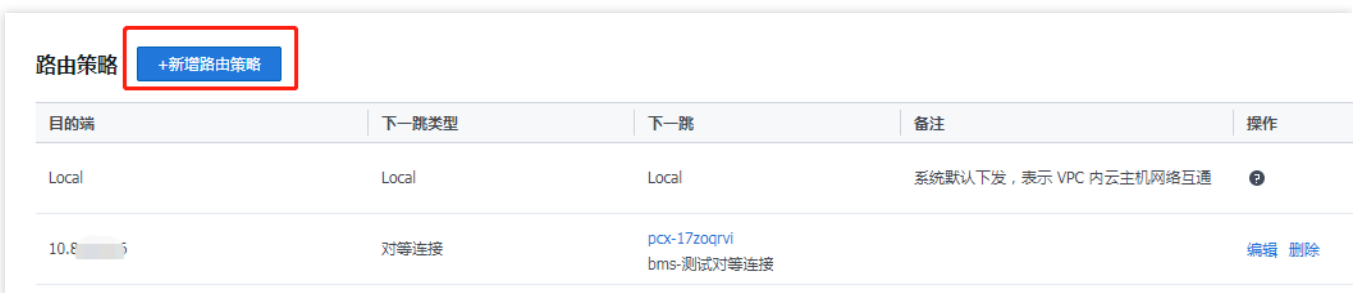 路由策略 +新增路由策略
目的端 下一跳类型 下一跳 备注 操作
Local Local Local 系统默认下发，表示 VPC 内云主机网络互通
10.8 对等连接 pcx-17zoqrvi 编辑 删除
bms-测试对等连接